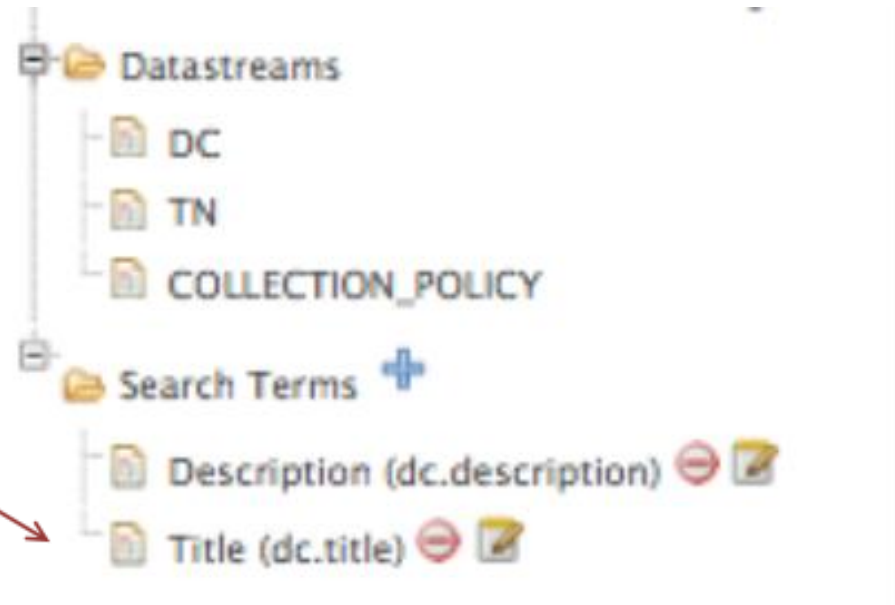 Datastreams
DC
TN
COLLECTION_POLICY
Search Terms
Description (dc.description)
Title (dc.title)